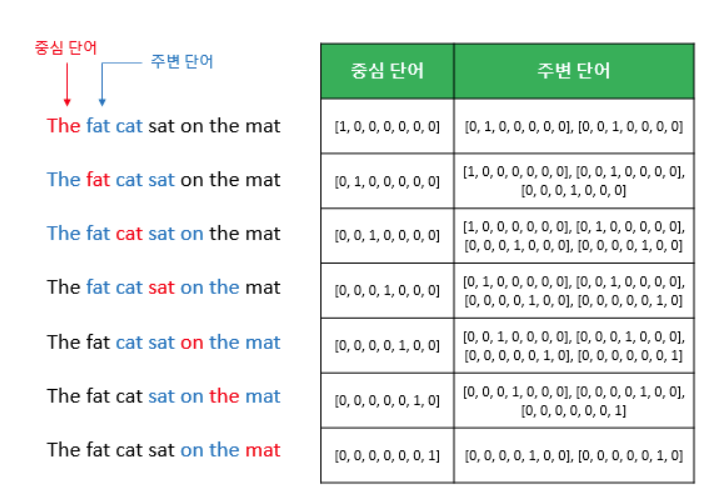 중심 단어
주변 단어
The fat cat sat on the mat
The fat cat sat on the mat
The fat cat sat on the mat
The fat cat sat on the mat
The fat cat sat on the mat
The fat cat sat on the mat
The fat cat sat on the mat
중심 단어 주변 단어
[1, 0, 0, 0, 0, 0, 0] [0, 1, 0, 0, 0, 0, 0], [0, 0, 1, 0, 0, 0, 0]
[0, 1, 0, 0, 0, 0, 0] [1, 0, 0, 0, 0, 0, 0], [0, 0, 1, 0, 0, 0, 0],
[0, 0, 0, 1, 0, 0, 0]
[0, 0, 1, 0, 0, 0, 0] [1, 0, 0, 0, 0, 0, 0], [0, 1, 0, 0, 0, 0, 0],
[0, 0, 0, 1, 0, 0, 0], [0, 0, 0, 0, 1, 0, 0]
[0, 0, 0, 1, 0, 0, 0] [0, 1, 0, 0, 0, 0, 0], [0, 0, 1, 0, 0, 0, 0],
[0, 0, 0, 0, 1, 0, 0], [0, 0, 0, 0, 0, 1, 0]
[0, 0, 0, 0, 1, 0, 0] [0, 0, 1, 0, 0, 0, 0], [0, 0, 0, 1, 0, 0, 0],
[0, 0, 0, 0, 0, 1, 0], [0, 0, 0, 0, 0, 0, 1]
[0, 0, 0, 0, 0, 1, 0] [0, 0, 0, 1, 0, 0, 0], [0, 0, 0, 0, 1, 0, 0],
[0, 0, 0, 0, 0, 0, 1]
[0, 0, 0, 0, 0, 0, 1] [0, 0, 0, 0, 1, 0, 0], [0, 0, 0, 0, 0, 1, 0]